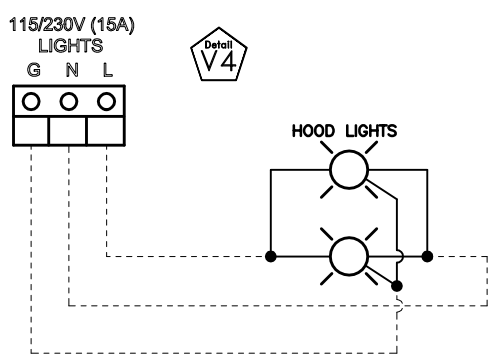 115/230V (15A)
LIGHTS
G N L
Detail
V4
HOOD LIGHTS